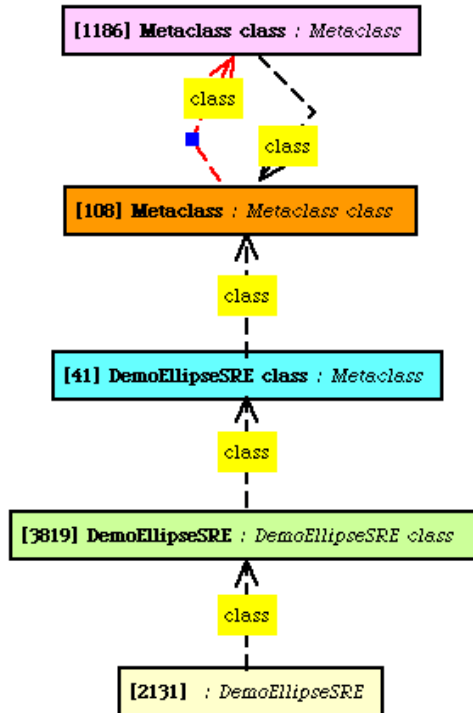 [1186] Metaclass class : Metaclass
class
class
[108] Metaclass : Metaclass class
class
[41] DemoEllipseSRE class : Metaclass
class
[3819] DemoEllipseSRE : DemoEllipseSRE class
class
[2131] : DemoEllipseSRE